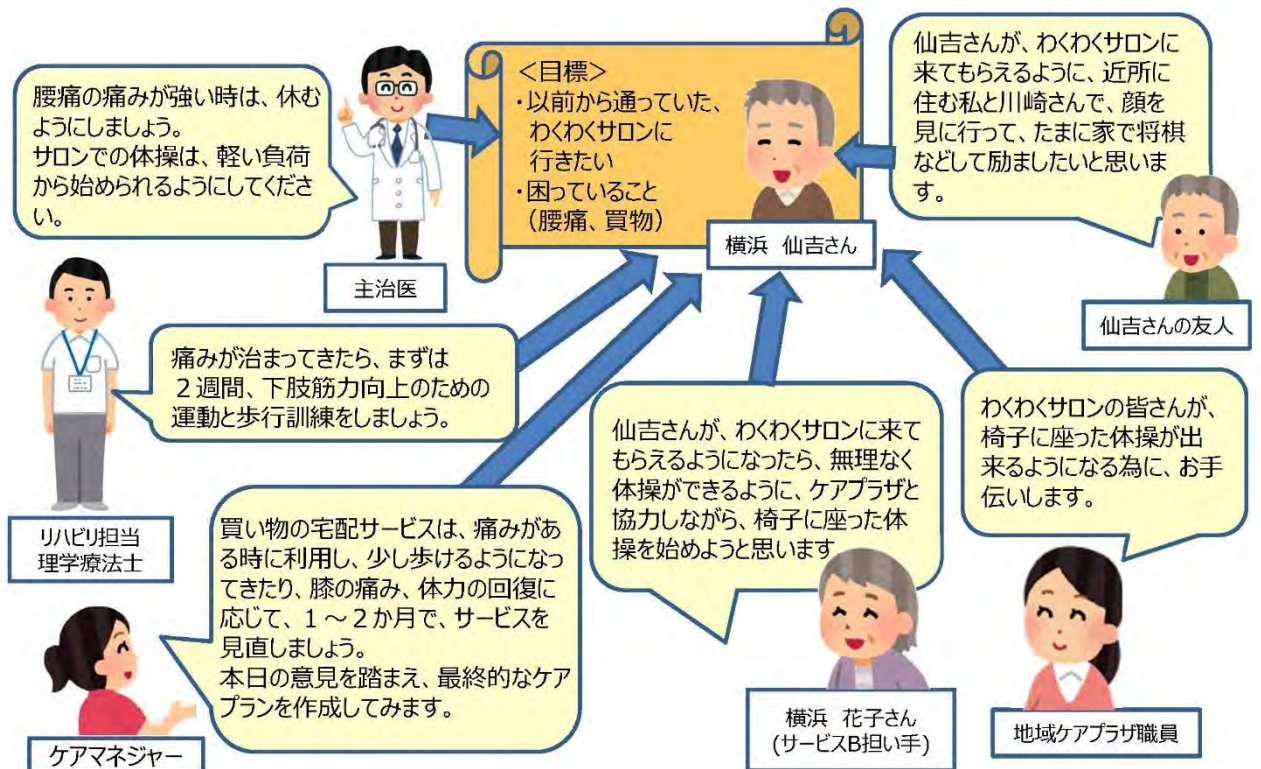 腰痛の痛みが強い時は、休む
ようにしましょう。
サロンでの体操は、軽い負荷
から始められるようにしてくださ
い。
主治医
<目標>
・以前から通っていた、
わくわくサロンに
行きたい
・困っていること
(腰痛、買物)
横浜 仙吉さん
仙吉さんが、わくわくサロンに
来てもらえるように、近所に
住む私と川崎さんで、顔を
見に行って、たまに家で将棋
などして励ましたいと思いま
す。
仙吉さんの友人
痛みが治まってきたら、まずは
2週間、下肢筋力向上のための
運動と歩行訓練をしましょう。
リハビリ担当
理学療法士
買い物の宅配サービスは、痛みがあ
る時に利用し、少し歩けるようになっ
てきたり、膝の痛み、体力の回復に
応じて、1~2か月で、サービスを
見直しましょう。
本日の意見を踏まえ、最終的なケア
プランを作成してみます。
ケアマネジャー
仙吉さんが、わくわくサロンに来て
もらえるようになったら、無理なく
体操ができるように、ケアプラザと
協力しながら、椅子に座った体
操を始めようと思います
横浜 花子さん
(サービスB担い手)
わくわくサロンの皆さんが、
椅子に座った体操が出
来るようになる為に、お手
伝いします。
地域ケアプラザ職員